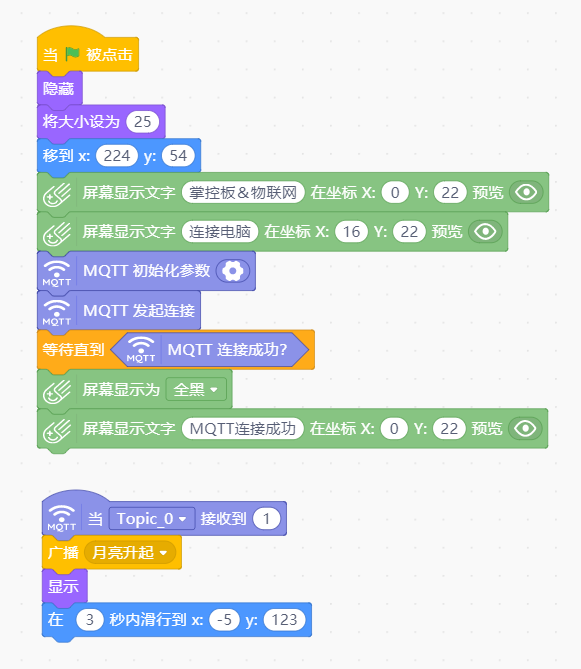 当 被点击
隐藏
将大小设为 25
移到 x: 224 y: 54
屏幕显示文字 掌控板&物联网 在坐标 X: 0 Y: 22 预览
屏幕显示文字 连接电脑 在坐标 X: 16 Y: 22 预览
MQTT MQTT 初始化参数
MQTT MQTT 发起连接
等待直到 MQTT MQTT 连接成功?
屏幕显示为 全黑
屏幕显示文字 MQTT连接成功 在坐标 X: 0 Y: 22 预览
MQTT 当 Topic_0 接收到 1
广播 月亮升起
显示
在 3 秒内滑行到 x: -5 y: 123